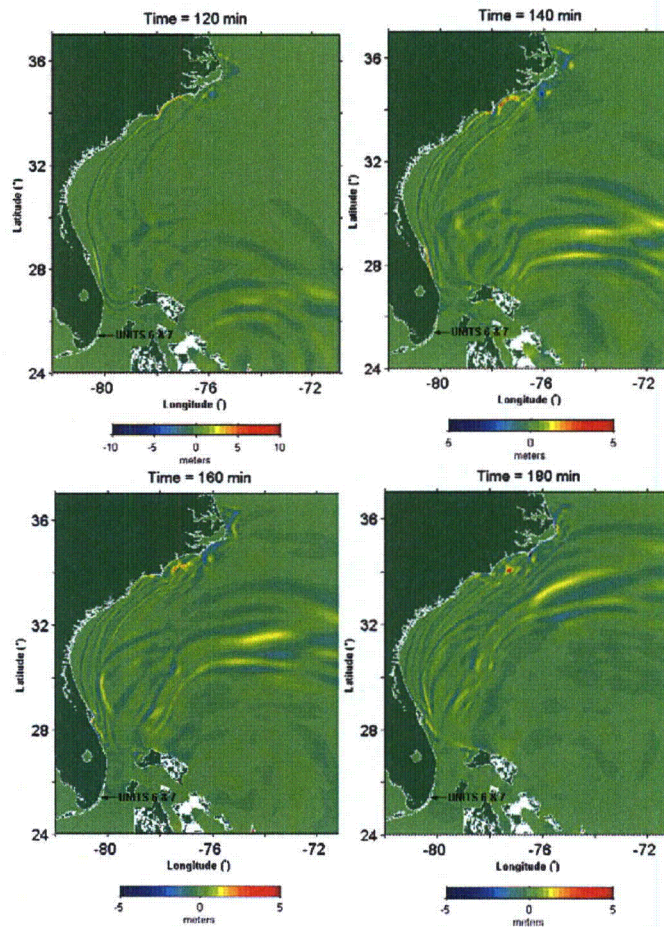 Time = 120 min
Latitude (°)
36
32
28
24
UNITS 6 & 7
-80
-76
-72
Longitude (°)
-10
-5
0
5
10
meters
Time = 140 min
Latitude (°)
36
32
28
24
UNITS 6 & 7
-80
-76
-72
Longitude (°)
5
0
5
meters
Time = 160 min
Latitude (°)
36
32
28
24
UNITS 6 & 7
-80
-76
-72
Longitude (°)
-5
0
5
meters
Time = 180 min
Latitude (°)
36
32
28
24
UNITS 6 & 7
-80
-76
-72
Longitude (°)
-5
0
5
meters